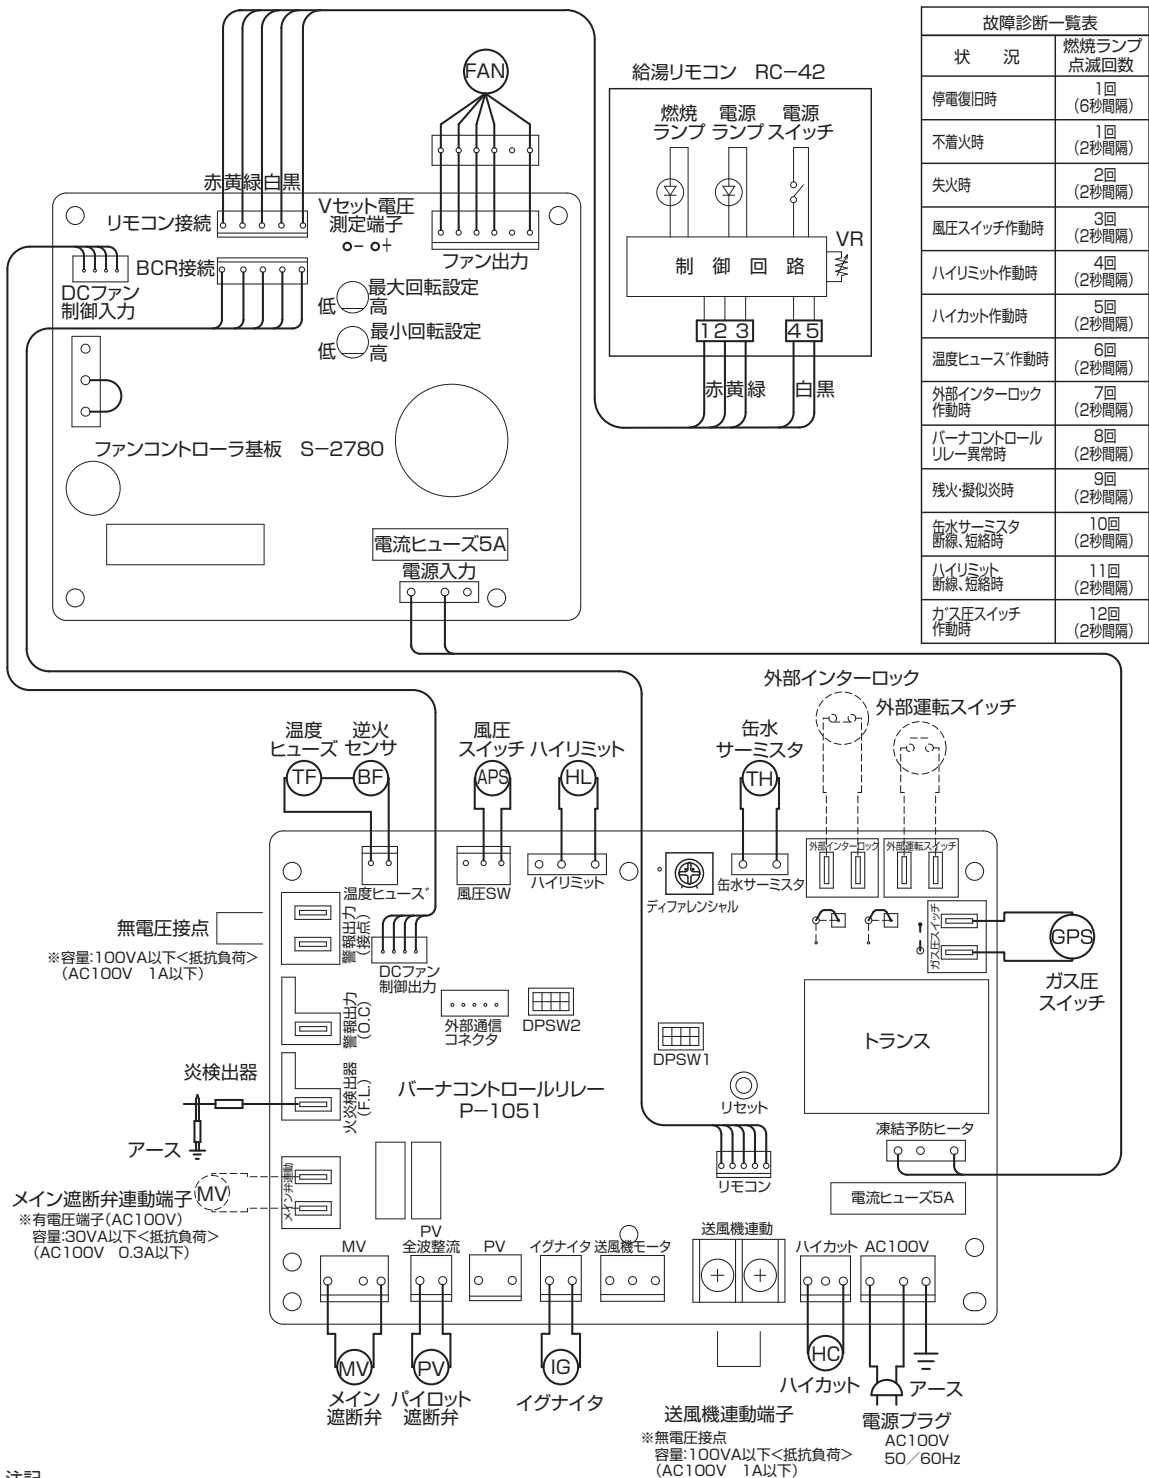 故障診断一覧表
状　況
燃焼ランプ
点滅回数
停電復旧時
1回
(6秒間隔)
不着火時
1回
(2秒間隔)
失火時
2回
(2秒間隔)
風圧スイッチ作動時
3回
(2秒間隔)
ハイリミット作動時
4回
(2秒間隔)
ハイカット作動時
5回
(2秒間隔)
温度ヒューズ作動時
6回
(2秒間隔)
外部インターロック
作動時
7回
(2秒間隔)
バーナコントロール
リレー異常時
8回
(2秒間隔)
残火・擬似炎時
9回
(2秒間隔)
缶水サーミスタ
断線、短絡時
10回
(2秒間隔)
ハイリミット
断線、短絡時
11回
(2秒間隔)
ガス圧スイッチ
作動時
12回
(2秒間隔)
FAN
給湯リモコン　RC−42
燃焼
ランプ
電源
ランプ
電源
スイッチ
VR
制 御 回 路
1 2 3
4 5
赤黄緑
白黒
赤黄緑白黒
リモコン接続
Vセット電圧
測定端子
− +
ファン出力
BCR接続
DCファン
制御入力
最大回転設定
低 高
最小回転設定
低 高
ファンコントローラ基板　S−2780
電流ヒューズ5A
電源入力
外部インターロック
外部運転スイッチ
温度
ヒューズ
逆火
センサ
風圧
スイッチ
ハイリミット
缶水
サーミスタ
TF
BF
APS
HL
TH
外部インターロック
外部運転スイッチ
温度ヒューズ
風圧SW
ハイリミット
ディファレンシャル
缶水サーミスタ
無電圧接点
※容量:100VA以下<抵抗負荷>
(AC100V　1A以下)
警報出力
(接点)
DCファン
制御出力
ガス圧スイッチ
GPS
ガス圧
スイッチ
警報出力
(O.C)
外部通信
コネクタ
DPSW2
DPSW1
トランス
炎検出器
火炎検出器
(F.L.)
バーナコントロールリレー
P−1051
リセット
アース
凍結予防ヒータ
メイン遮断弁連動端子
MV
メイン弁連動
リモコン
電流ヒューズ5A
※有電圧端子(AC100V)
容量:30VA以下<抵抗負荷>
(AC100V　0.3A以下)
MV
PV
全波整流
PV
イグナイタ
送風機モータ
送風機連動
ハイカット
AC100V
MV
PV
IG
HC
メイン
遮断弁
パイロット
遮断弁
イグナイタ
ハイカット
アース
送風機連動端子
※無電圧接点
容量:100VA以下<抵抗負荷>
(AC100V　1A以下)
電源プラグ
AC100V
50／60Hz
注記